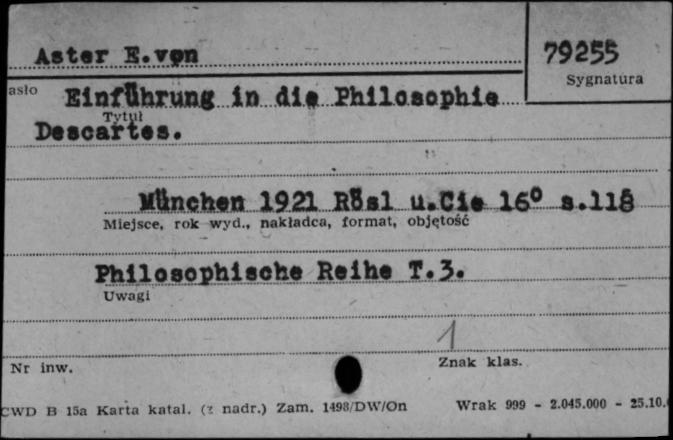 Aster E.von
79255
Sygnatura
asło
Einführung in die Philosophie
Tytuł
Descartes.
München 1921 Rösl u.Cie 16° s.118
Miejsce, rok wyd., nakładca, format, objętość
Philosophische Reihe T.3.
Uwagi
1
Nr inw.
Znak klas.
CWD B 15a Karta katal. (z nadr.) Zam. 1498/DW/On Wrak 999 - 2.045.000 - 25.10.